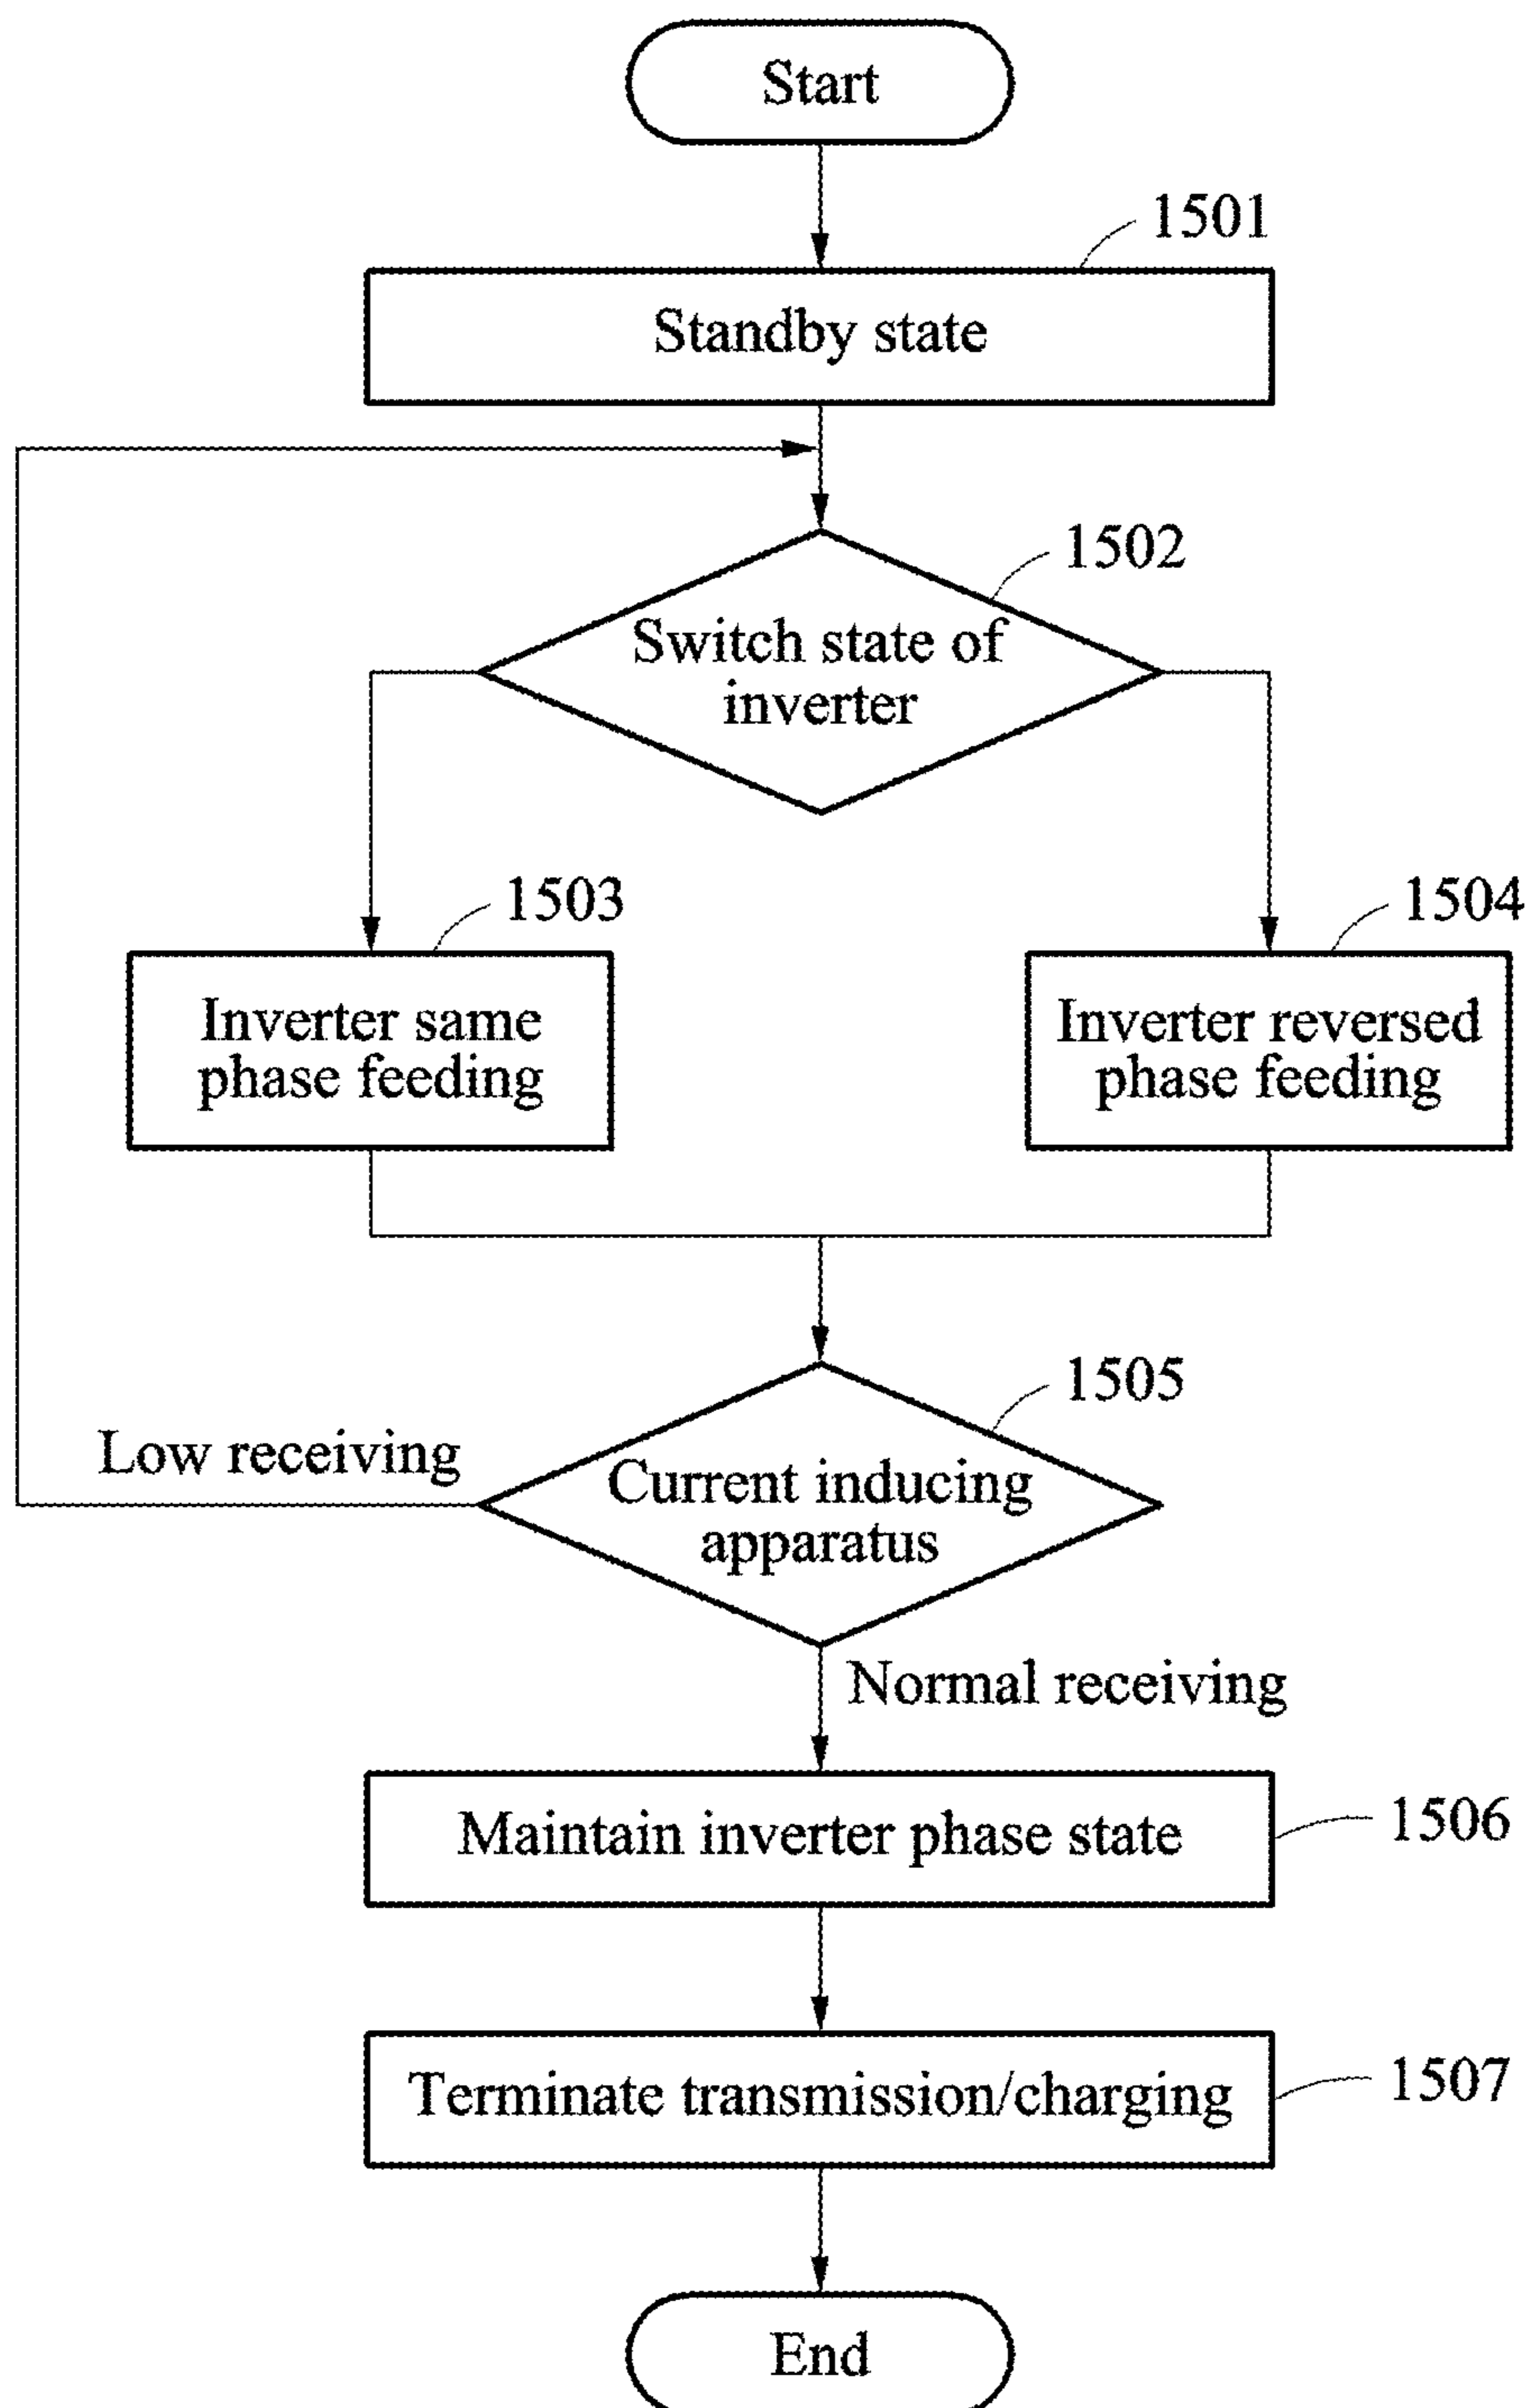 Start
1501
Standby state
1502
Switch state of
inverter
1503
1504
Inverter same
phase feeding
Inverter reversed
phase feeding
1505
Low receiving
Current inducing
apparatus
Normal receiving
Maintain inverter phase state
1506
Terminate transmission/charging
1507
End